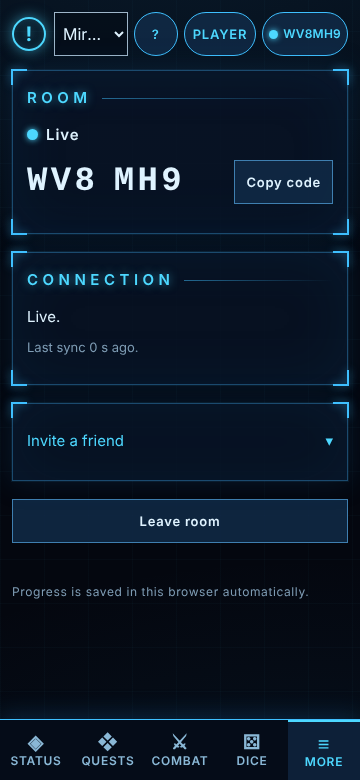 ! Mir... ? PLAYER WV8MH9
ROOM
Live
WV8 MH9 Copy code
CONNECTION
Live.
Last sync 0 s ago.
Invite a friend
Leave room
Progress is saved in this browser automatically.
STATUS QUESTS COMBAT DICE MORE